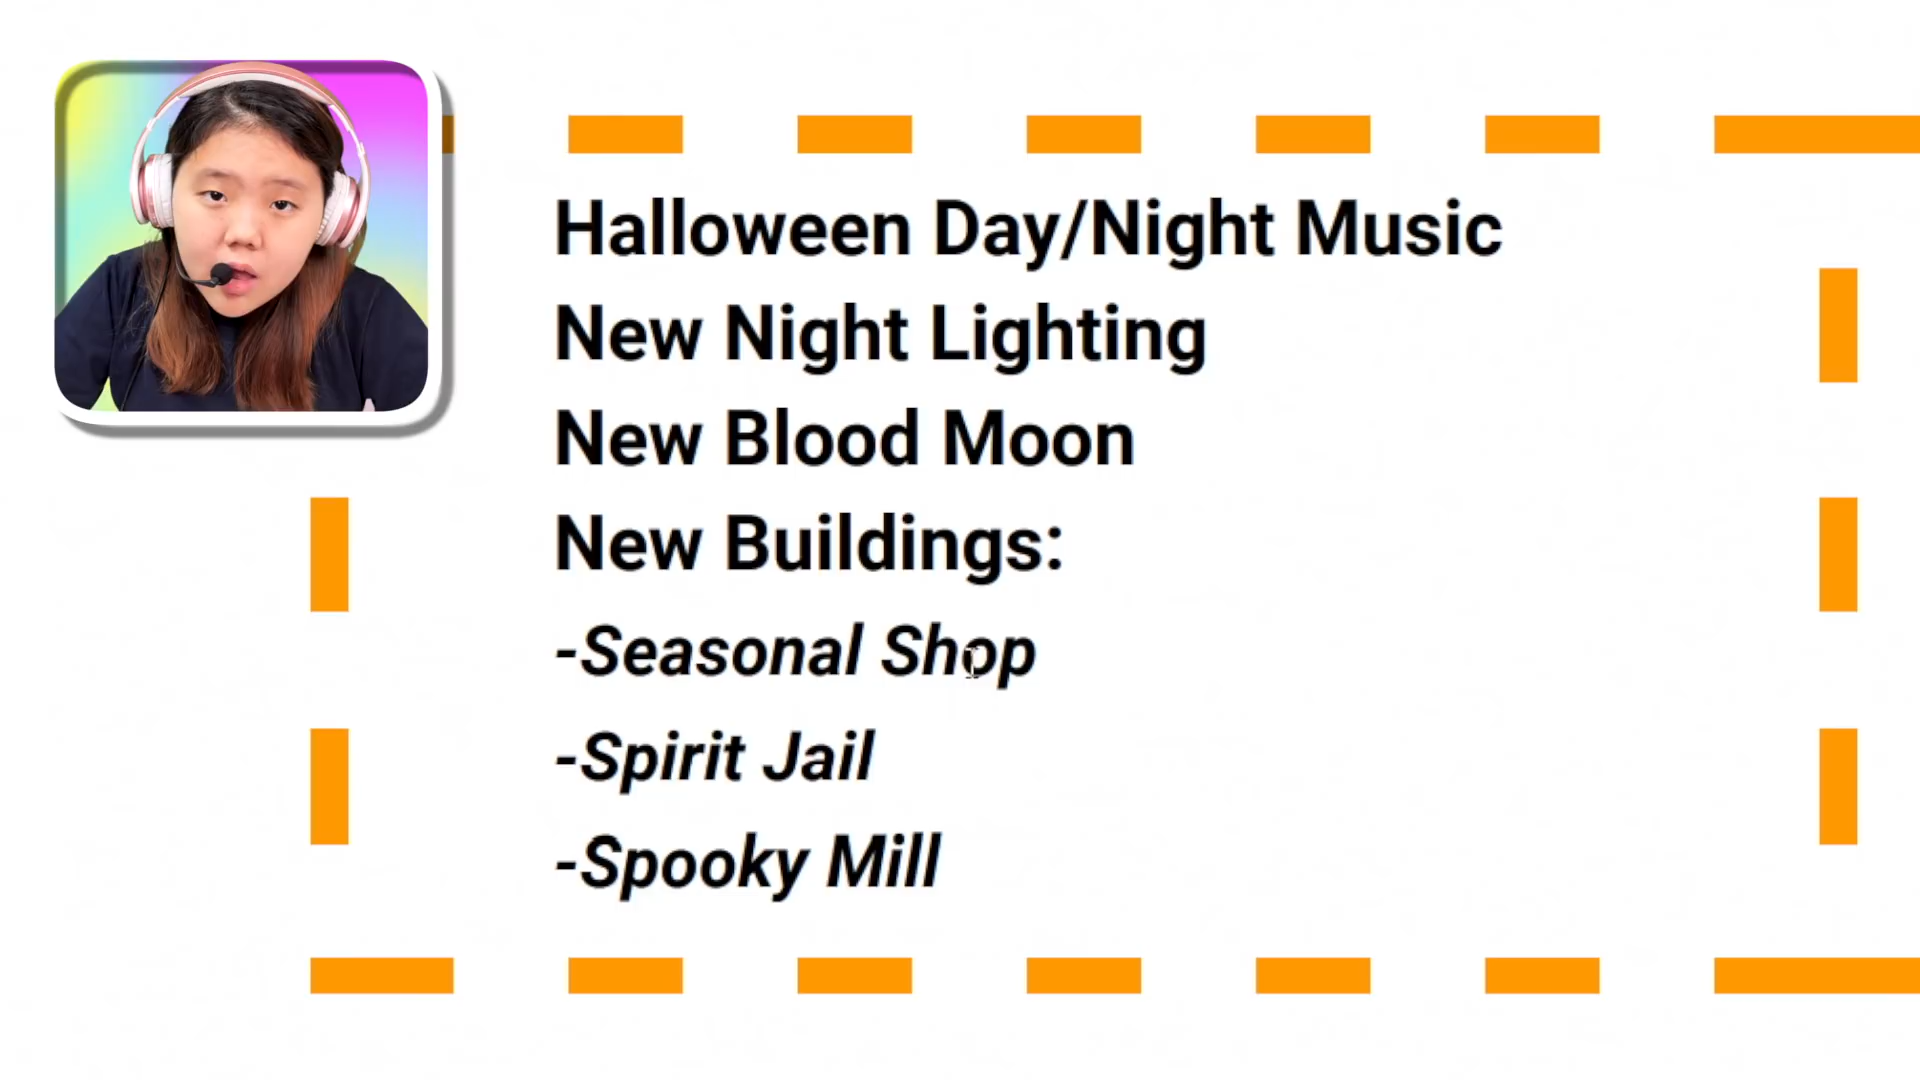 Halloween Day/Night Music
New Night Lighting
New Blood Moon
New Buildings:
-Seasonal Shop
-Spirit Jail
-Spooky Mill